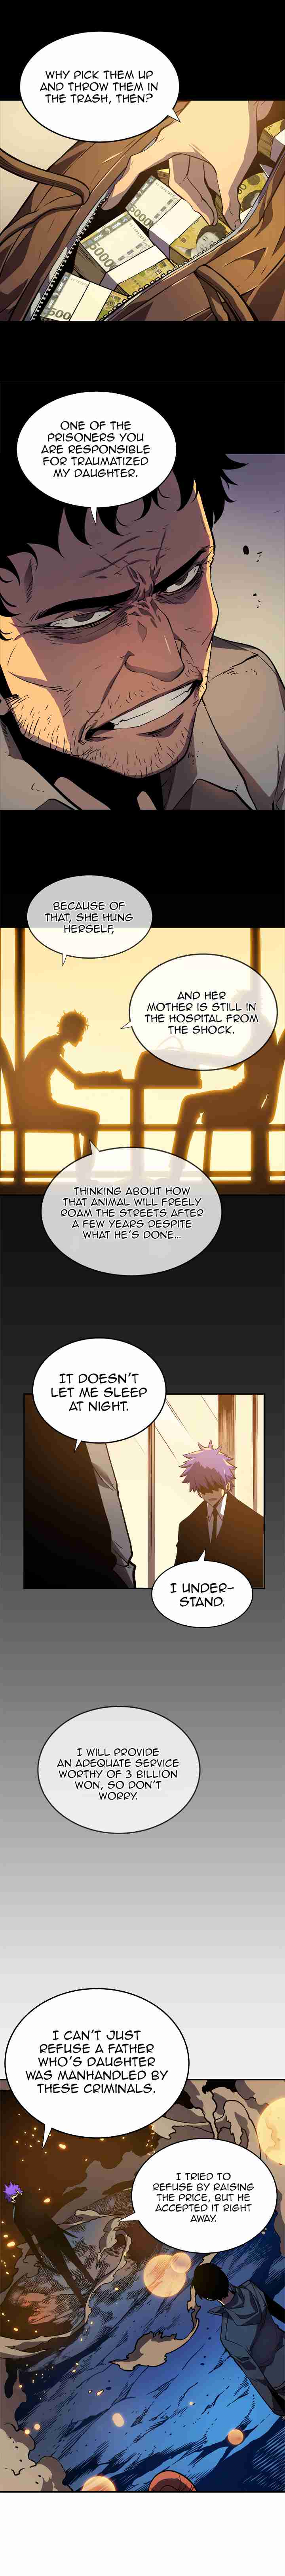 WHY PICK THEM UP
AND THROW THEM IN
THE TRASH, THEN?
5000
5000
500
ONE OF THE
PRISONERS YOU
ARE RESPONSIBLE
FOR TRAUMATIZED
MY DAUGHTER.
BECAUSE OF
THAT, SHE HUNG
HERSELF,
AND HER
MOTHER IS STILL IN
THE HOSPITAL FROM
THE SHOCK.
THINKING ABOUT HOW
THAT ANIMAL WILL FREELY
ROAM THE STREETS AFTER
A FEW YEARS DESPITE
WHAT HE'S DONE...
IT DOESN'T
LET ME SLEEP
AT NIGHT.
I UNDER-
STAND.
I WILL PROVIDE
AN ADEQUATE SERVICE
WORTHY OF 3 BILLION
WON, SO DON'T
WORRY.
I CAN'T JUST
REFUSE A FATHER
WHO'S DAUGHTER
WAS MANHANDLED BY
THESE CRIMINALS.
I TRIED TO
REFUSE BY RAISING
THE PRICE, BUT HE
ACCEPTED IT RIGHT
AWAY.